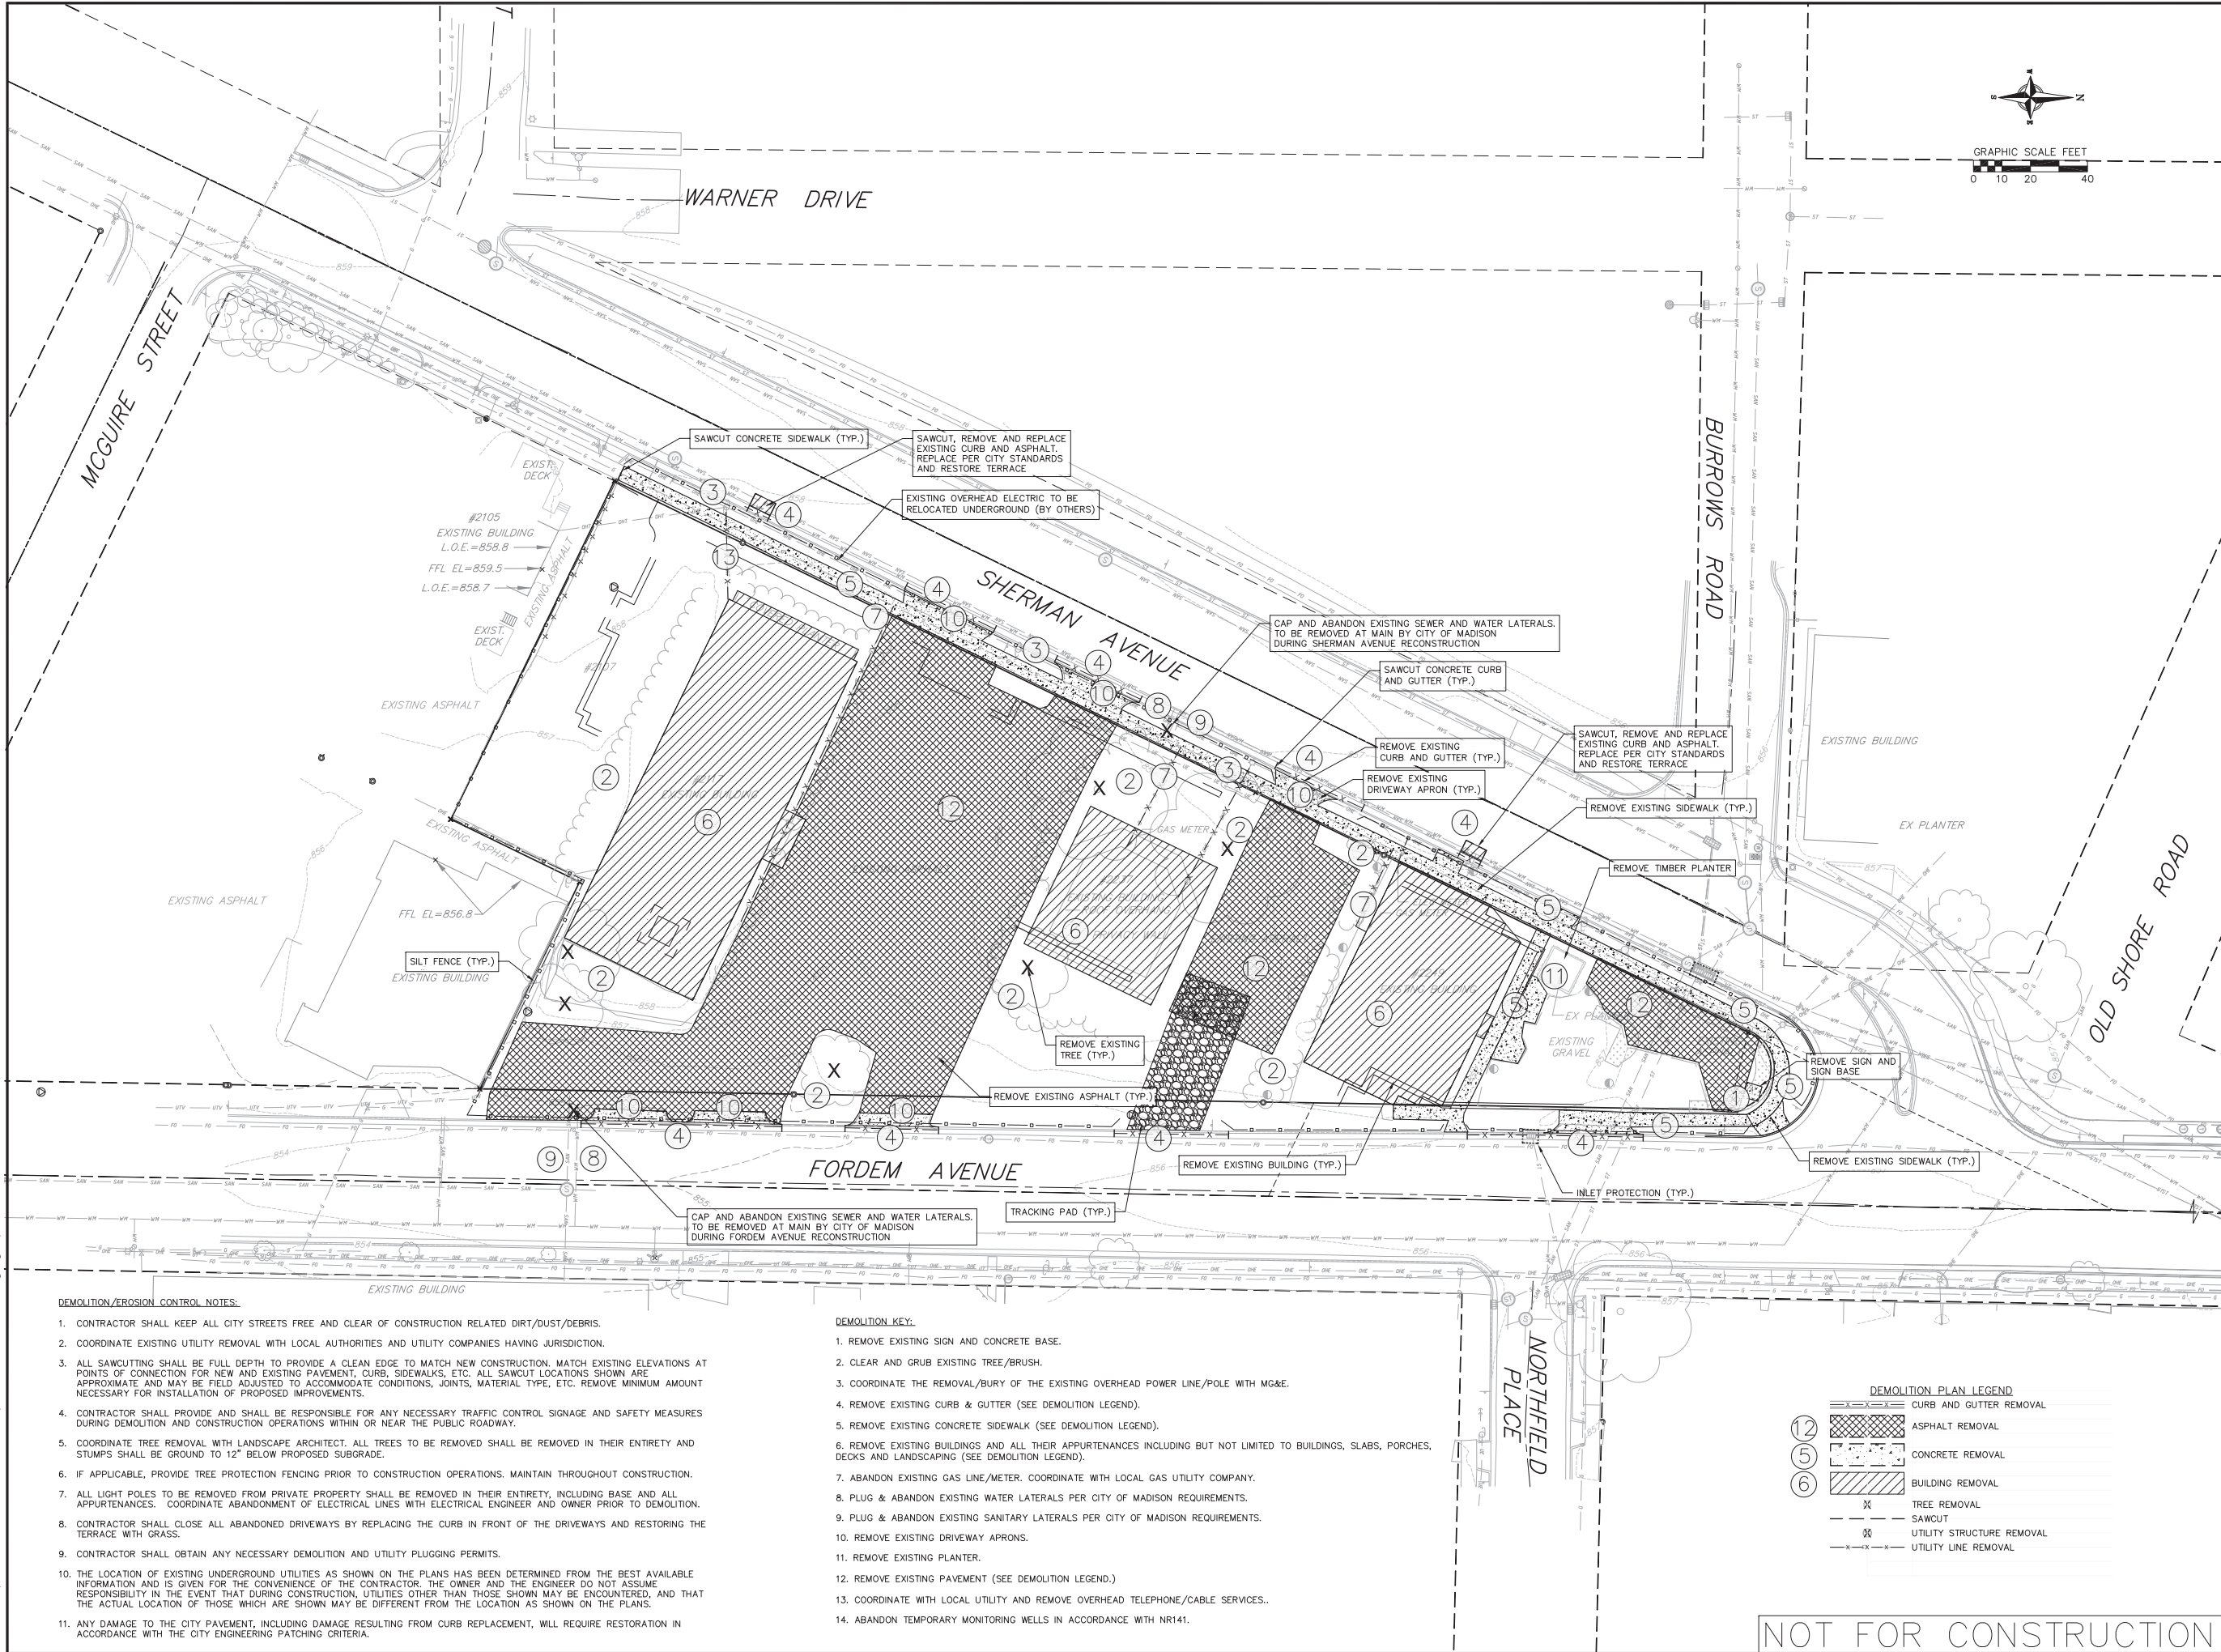 WARNER DRIVE
N
S
GRAPHIC SCALE FEET
0 10 20 40
MCGUIRE STREET
BURROWS ROAD
SHERMAN AVENUE
OLD SHORE ROAD
FORDEM AVENUE
NORTHFIELD
PLACE
SAWCUT CONCRETE SIDEWALK (TYP.)
SAWCUT, REMOVE AND REPLACE
EXISTING CURB AND ASPHALT.
REPLACE PER CITY STANDARDS
AND RESTORE TERRACE
EXISTING OVERHEAD ELECTRIC TO BE
RELOCATED UNDERGROUND (BY OTHERS)
EXIST.
DECK
#2105
EXISTING BUILDING
L.O.E.=858.8
FFL EL=859.5
L.O.E.=858.7
EXIST.
DECK
EXISTING ASPHALT
#2107
EXISTING ASPHALT
EXISTING ASPHALT
EXISTING ASPHALT
FFL EL=856.8
SILT FENCE (TYP.)
EXISTING BUILDING
#2117
EXISTING BUILDING
EXISTING ASPHALT
CAP AND ABANDON EXISTING SEWER AND WATER LATERALS.
TO BE REMOVED AT MAIN BY CITY OF MADISON
DURING SHERMAN AVENUE RECONSTRUCTION
SAWCUT CONCRETE CURB
AND GUTTER (TYP.)
REMOVE EXISTING
CURB AND GUTTER (TYP.)
REMOVE EXISTING
DRIVEWAY APRON (TYP.)
SAWCUT, REMOVE AND REPLACE
EXISTING CURB AND ASPHALT.
REPLACE PER CITY STANDARDS
AND RESTORE TERRACE
REMOVE EXISTING SIDEWALK (TYP.)
REMOVE TIMBER PLANTER
EXISTING BUILDING
EX PLANTER
GAS METER
EXISTING BUILDING
ROOF OVERHANG
PRIVACY WALL
GAS METER
EXISTING BUILDING
EXISTING
GRAVEL
REMOVE SIGN AND
SIGN BASE
REMOVE EXISTING
TREE (TYP.)
REMOVE EXISTING ASPHALT (TYP.)
REMOVE EXISTING BUILDING (TYP.)
REMOVE EXISTING SIDEWALK (TYP.)
INLET PROTECTION (TYP.)
TRACKING PAD (TYP.)
CAP AND ABANDON EXISTING SEWER AND WATER LATERALS.
TO BE REMOVED AT MAIN BY CITY OF MADISON
DURING FORDEM AVENUE RECONSTRUCTION
EXISTING BUILDING
DEMOLITION/EROSION CONTROL NOTES:
1. CONTRACTOR SHALL KEEP ALL CITY STREETS FREE AND CLEAR OF CONSTRUCTION RELATED DIRT/DUST/DEBRIS.
2. COORDINATE EXISTING UTILITY REMOVAL WITH LOCAL AUTHORITIES AND UTILITY COMPANIES HAVING JURISDICTION.
3. ALL SAWCUTTING SHALL BE FULL DEPTH TO PROVIDE A CLEAN EDGE TO MATCH NEW CONSTRUCTION. MATCH EXISTING ELEVATIONS AT
POINTS OF CONNECTION FOR NEW AND EXISTING PAVEMENT, CURB, SIDEWALKS, ETC. ALL SAWCUT LOCATIONS SHOWN ARE
APPROXIMATE AND MAY BE FIELD ADJUSTED TO ACCOMMODATE CONDITIONS, JOINTS, MATERIAL TYPE, ETC. REMOVE MINIMUM AMOUNT
NECESSARY FOR INSTALLATION OF PROPOSED IMPROVEMENTS.
4. CONTRACTOR SHALL PROVIDE AND SHALL BE RESPONSIBLE FOR ANY NECESSARY TRAFFIC CONTROL SIGNAGE AND SAFETY MEASURES
DURING DEMOLITION AND CONSTRUCTION OPERATIONS WITHIN OR NEAR THE PUBLIC ROADWAY.
5. COORDINATE TREE REMOVAL WITH LANDSCAPE ARCHITECT. ALL TREES TO BE REMOVED SHALL BE REMOVED IN THEIR ENTIRETY AND
STUMPS SHALL BE GROUND TO 12" BELOW PROPOSED SUBGRADE.
6. IF APPLICABLE, PROVIDE TREE PROTECTION FENCING PRIOR TO CONSTRUCTION OPERATIONS. MAINTAIN THROUGHOUT CONSTRUCTION.
7. ALL LIGHT POLES TO BE REMOVED FROM PRIVATE PROPERTY SHALL BE REMOVED IN THEIR ENTIRETY, INCLUDING BASE AND ALL
APPURTENANCES. COORDINATE ABANDONMENT OF ELECTRICAL LINES WITH ELECTRICAL ENGINEER AND OWNER PRIOR TO DEMOLITION.
8. CONTRACTOR SHALL CLOSE ALL ABANDONED DRIVEWAYS BY REPLACING THE CURB IN FRONT OF THE DRIVEWAYS AND RESTORING THE
TERRACE WITH GRASS.
9. CONTRACTOR SHALL OBTAIN ANY NECESSARY DEMOLITION AND UTILITY PLUGGING PERMITS.
10. THE LOCATION OF EXISTING UNDERGROUND UTILITIES AS SHOWN ON THE PLANS HAS BEEN DETERMINED FROM THE BEST AVAILABLE
INFORMATION AND IS GIVEN FOR THE CONVENIENCE OF THE CONTRACTOR. THE OWNER AND THE ENGINEER DO NOT ASSUME
RESPONSIBILITY IN THE EVENT THAT DURING CONSTRUCTION, UTILITIES OTHER THAN THOSE SHOWN MAY BE ENCOUNTERED, AND THAT
THE ACTUAL LOCATION OF THOSE WHICH ARE SHOWN MAY BE DIFFERENT FROM THE LOCATION AS SHOWN ON THE PLANS.
11. ANY DAMAGE TO THE CITY PAVEMENT, INCLUDING DAMAGE RESULTING FROM CURB REPLACEMENT, WILL REQUIRE RESTORATION IN
ACCORDANCE WITH THE CITY ENGINEERING PATCHING CRITERIA.
DEMOLITION KEY:
1. REMOVE EXISTING SIGN AND CONCRETE BASE.
2. CLEAR AND GRUB EXISTING TREE/BRUSH.
3. COORDINATE THE REMOVAL/BURY OF THE EXISTING OVERHEAD POWER LINE/POLE WITH MG&E.
4. REMOVE EXISTING CURB & GUTTER (SEE DEMOLITION LEGEND).
5. REMOVE EXISTING CONCRETE SIDEWALK (SEE DEMOLITION LEGEND).
6. REMOVE EXISTING BUILDINGS AND ALL THEIR APPURTENANCES INCLUDING BUT NOT LIMITED TO BUILDINGS, SLABS, PORCHES,
DECKS AND LANDSCAPING (SEE DEMOLITION LEGEND).
7. ABANDON EXISTING GAS LINE/METER. COORDINATE WITH LOCAL GAS UTILITY COMPANY.
8. PLUG & ABANDON EXISTING WATER LATERALS PER CITY OF MADISON REQUIREMENTS.
9. PLUG & ABANDON EXISTING SANITARY LATERALS PER CITY OF MADISON REQUIREMENTS.
10. REMOVE EXISTING DRIVEWAY APRONS.
11. REMOVE EXISTING PLANTER.
12. REMOVE EXISTING PAVEMENT (SEE DEMOLITION LEGEND.)
13. COORDINATE WITH LOCAL UTILITY AND REMOVE OVERHEAD TELEPHONE/CABLE SERVICES..
14. ABANDON TEMPORARY MONITORING WELLS IN ACCORDANCE WITH NR141.
DEMOLITION PLAN LEGEND
CURB AND GUTTER REMOVAL
12 ASPHALT REMOVAL
5 CONCRETE REMOVAL
6 BUILDING REMOVAL
TREE REMOVAL
SAWCUT
UTILITY STRUCTURE REMOVAL
UTILITY LINE REMOVAL
NOT FOR CONSTRUCTION